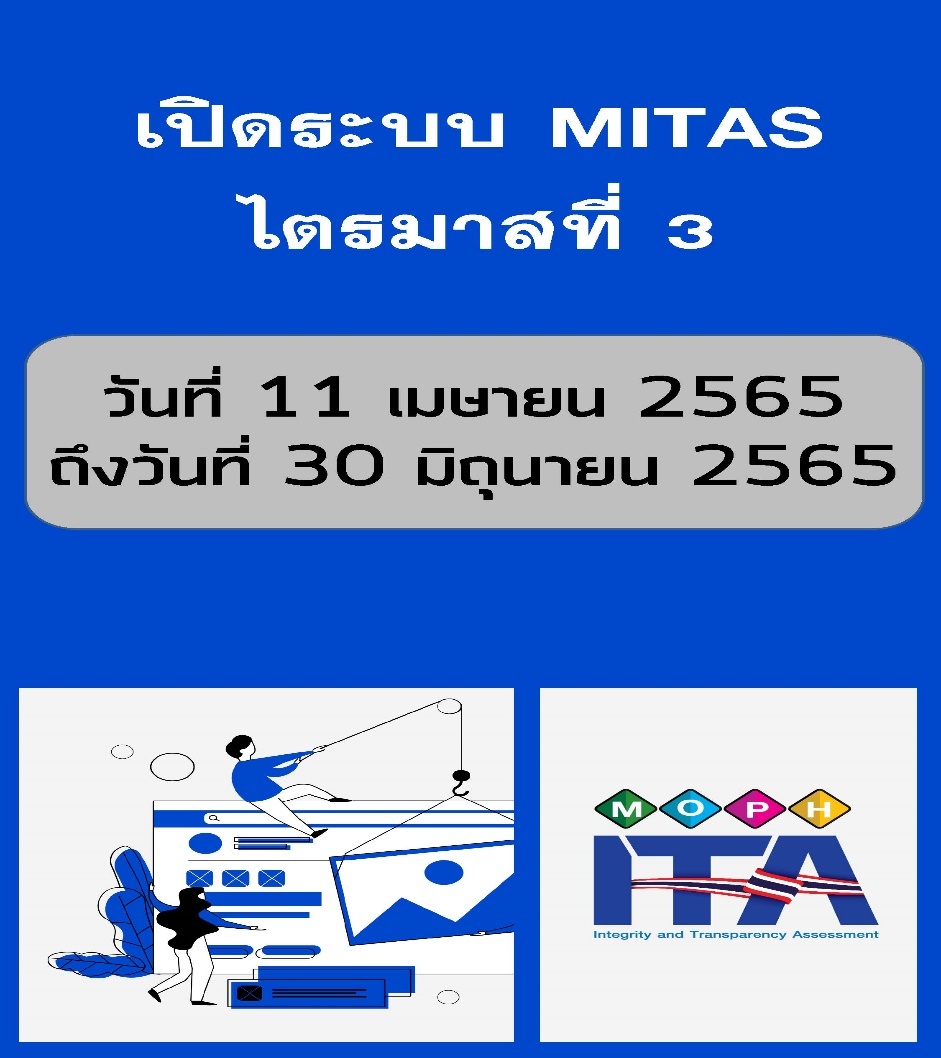 เปิดระบบ MITAS
ไตรมาสที่ 3
วันที่ 11 เมษายน 2565
ถึงวันที่ 30 มิถุนายน 2565
MOPH
ITA
Integrity and Transparency Assessment